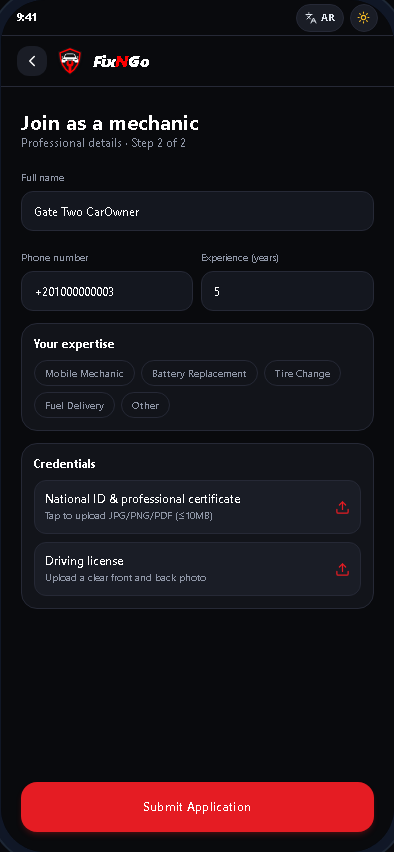 9:41
AR
FixNGo
Join as a mechanic
Professional details · Step 2 of 2
Full name
Gate Two CarOwner
Phone number
Experience (years)
+201000000003
5
Your expertise
Mobile Mechanic
Battery Replacement
Tire Change
Fuel Delivery
Other
Credentials
National ID & professional certificate
Tap to upload JPG/PNG/PDF (≤10MB)
Driving license
Upload a clear front and back photo
Submit Application